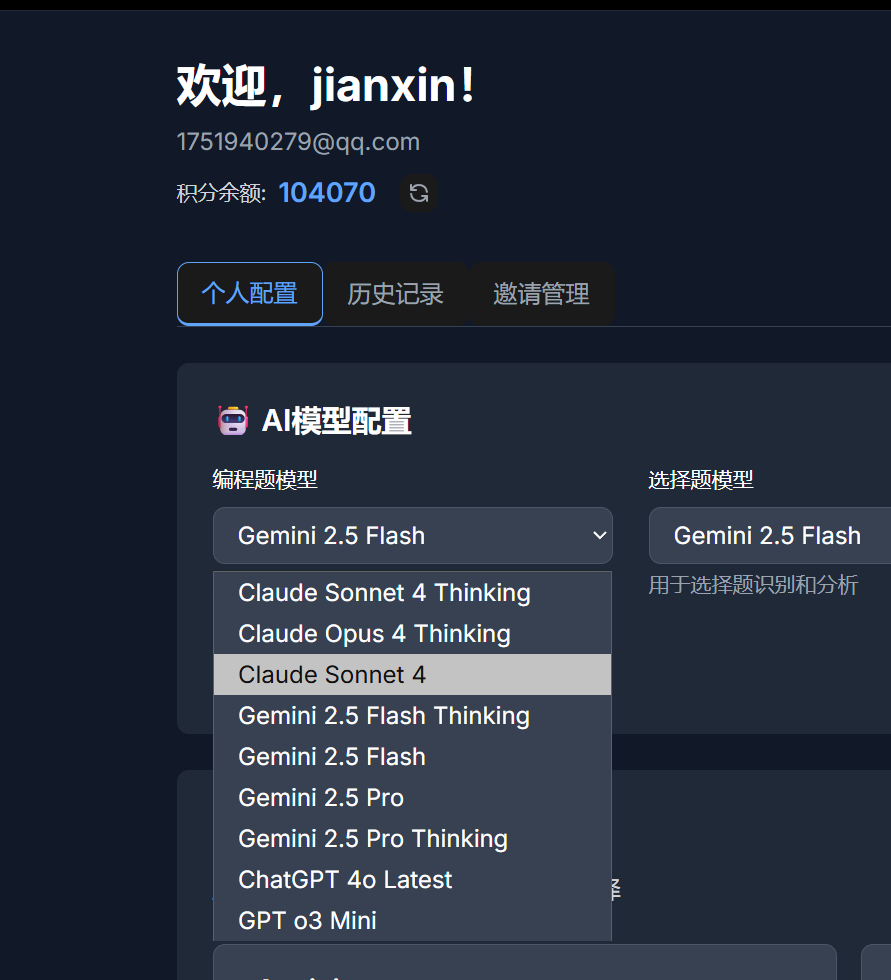 欢迎，jianxin！
1751940279@qq.com
积分余额: 104070
个人配置 历史记录 邀请管理
AI模型配置
编程题模型
Gemini 2.5 Flash
Claude Sonnet 4 Thinking
Claude Opus 4 Thinking
Claude Sonnet 4
Gemini 2.5 Flash Thinking
Gemini 2.5 Flash
Gemini 2.5 Pro
Gemini 2.5 Pro Thinking
ChatGPT 4o Latest
GPT o3 Mini
选择题模型
Gemini 2.5 Flash
用于选择题识别和分析